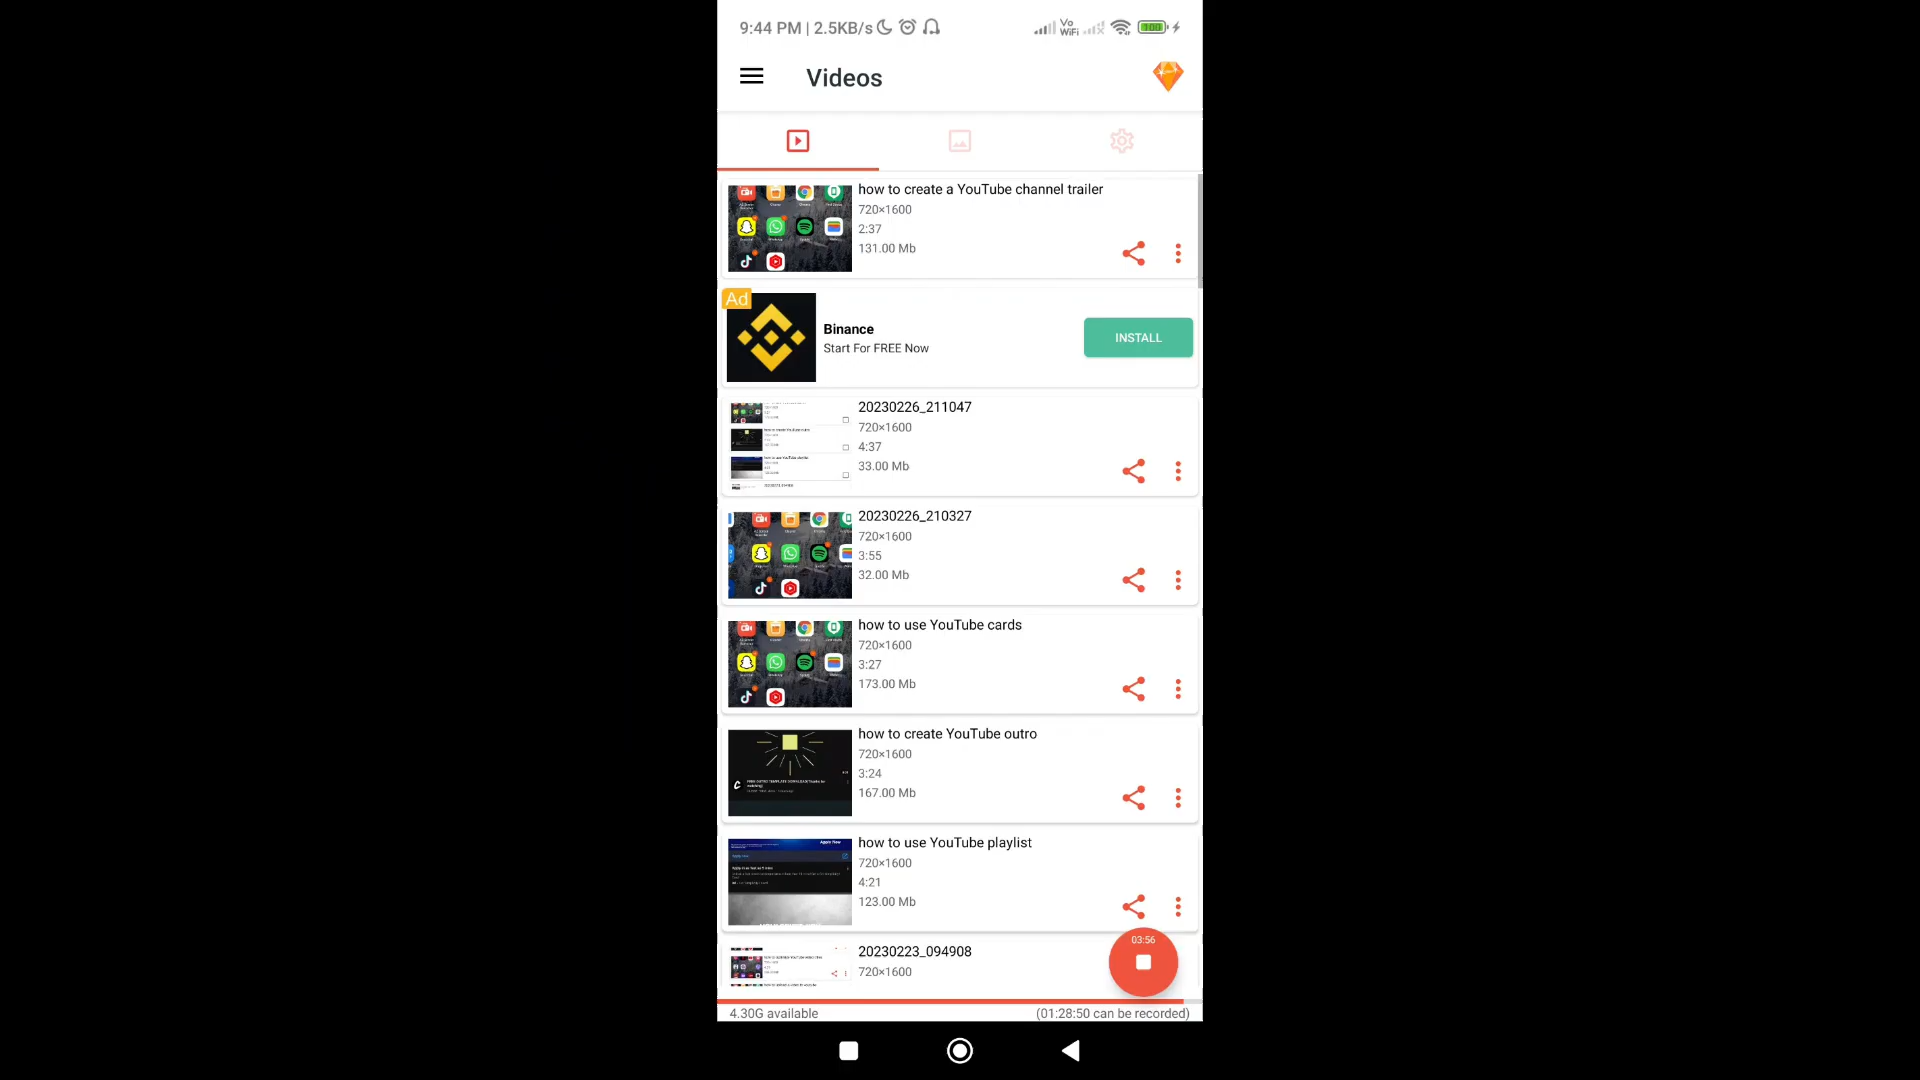 9:44 PM | 2.5KB/s
Vo
WiFi
100
Videos
how to create a YouTube channel trailer
720×1600
2:37
131.00 Mb
Ad
Binance
Start For FREE Now
INSTALL
20230226_211047
720×1600
4:37
33.00 Mb
20230226_210327
720×1600
3:55
32.00 Mb
how to use YouTube cards
720×1600
3:27
173.00 Mb
how to create YouTube outro
720×1600
3:24
167.00 Mb
how to use YouTube playlist
720×1600
4:21
123.00 Mb
20230223_094908
720×1600
03:56
4.30G available
(01:28:50 can be recorded)